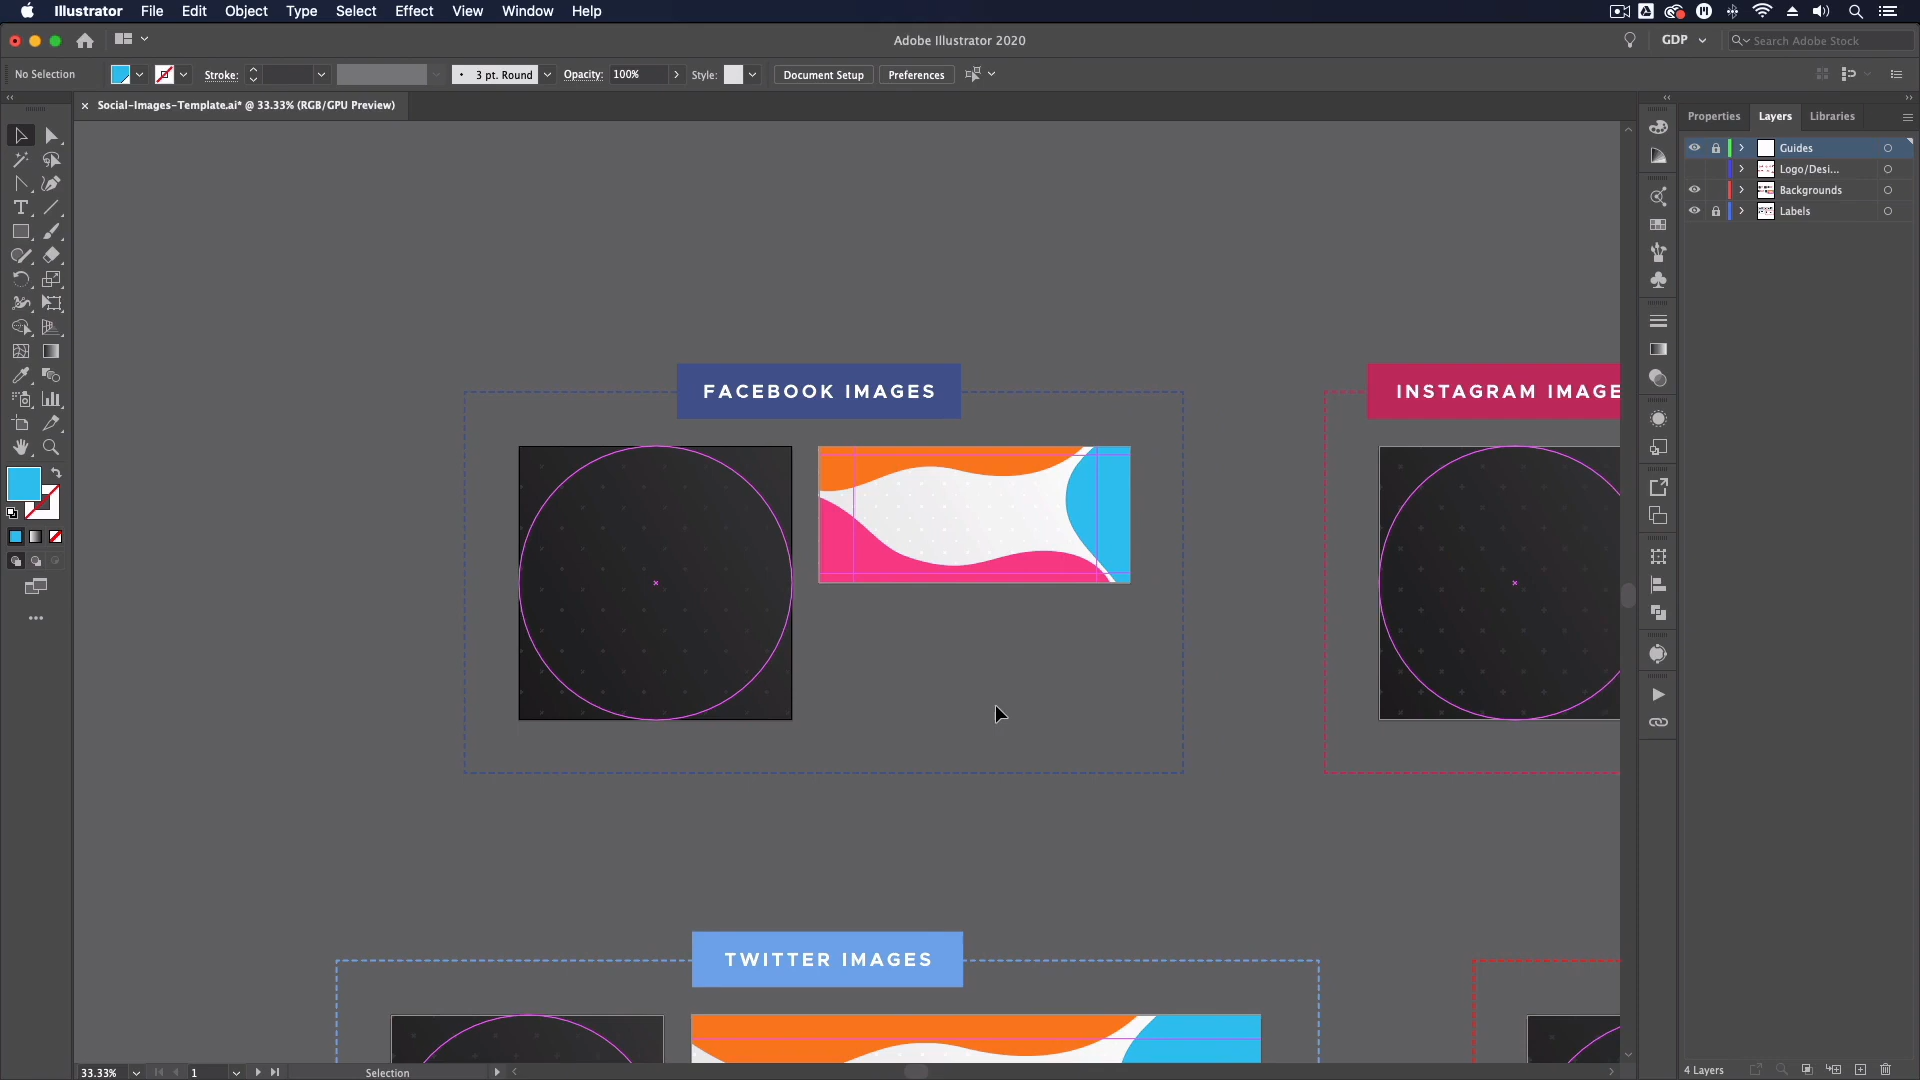 Illustrator File Edit Object Type Select Effect View Window Help
Adobe Illustrator 2020
GDP
Search Adobe Stock
No Selection
Stroke:
3 pt. Round
Opacity: 100%
Style:
Document Setup
Preferences
Social-Images-Template.ai* @ 33.33% (RGB/GPU Preview)
Properties Layers Libraries
Guides
Logo/Desi...
Backgrounds
Labels
FACEBOOK IMAGES
INSTAGRAM IMAGE
TWITTER IMAGES
33.33%
1
Selection
4 Layers